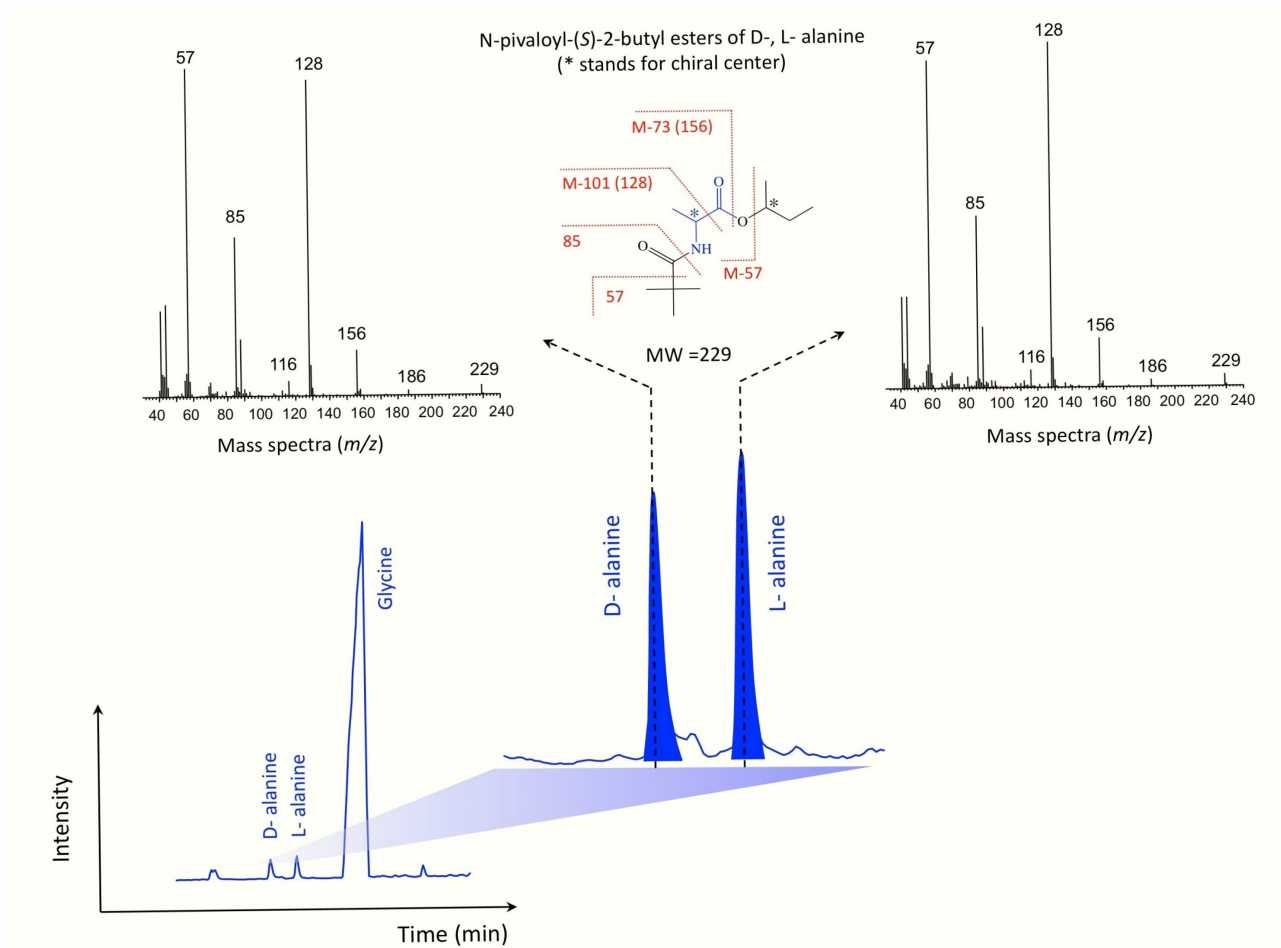 N-pivaloyl-(S)-2-butyl esters of D-, L- alanine
(* stands for chiral center)
57
128
85
116
156
186
229
40 60 80 100 120 140 160 180 200 220 240
Mass spectra (m/z)
M-73 (156)
M-101 (128)
O
*
*
O
85
O
NH
M-57
57
MW =229
57
128
85
116
156
186
229
40 60 80 100 120 140 160 180 200 220 240
Mass spectra (m/z)
D- alanine
L- alanine
Glycine
D- alanine
L- alanine
Intensity
Time (min)